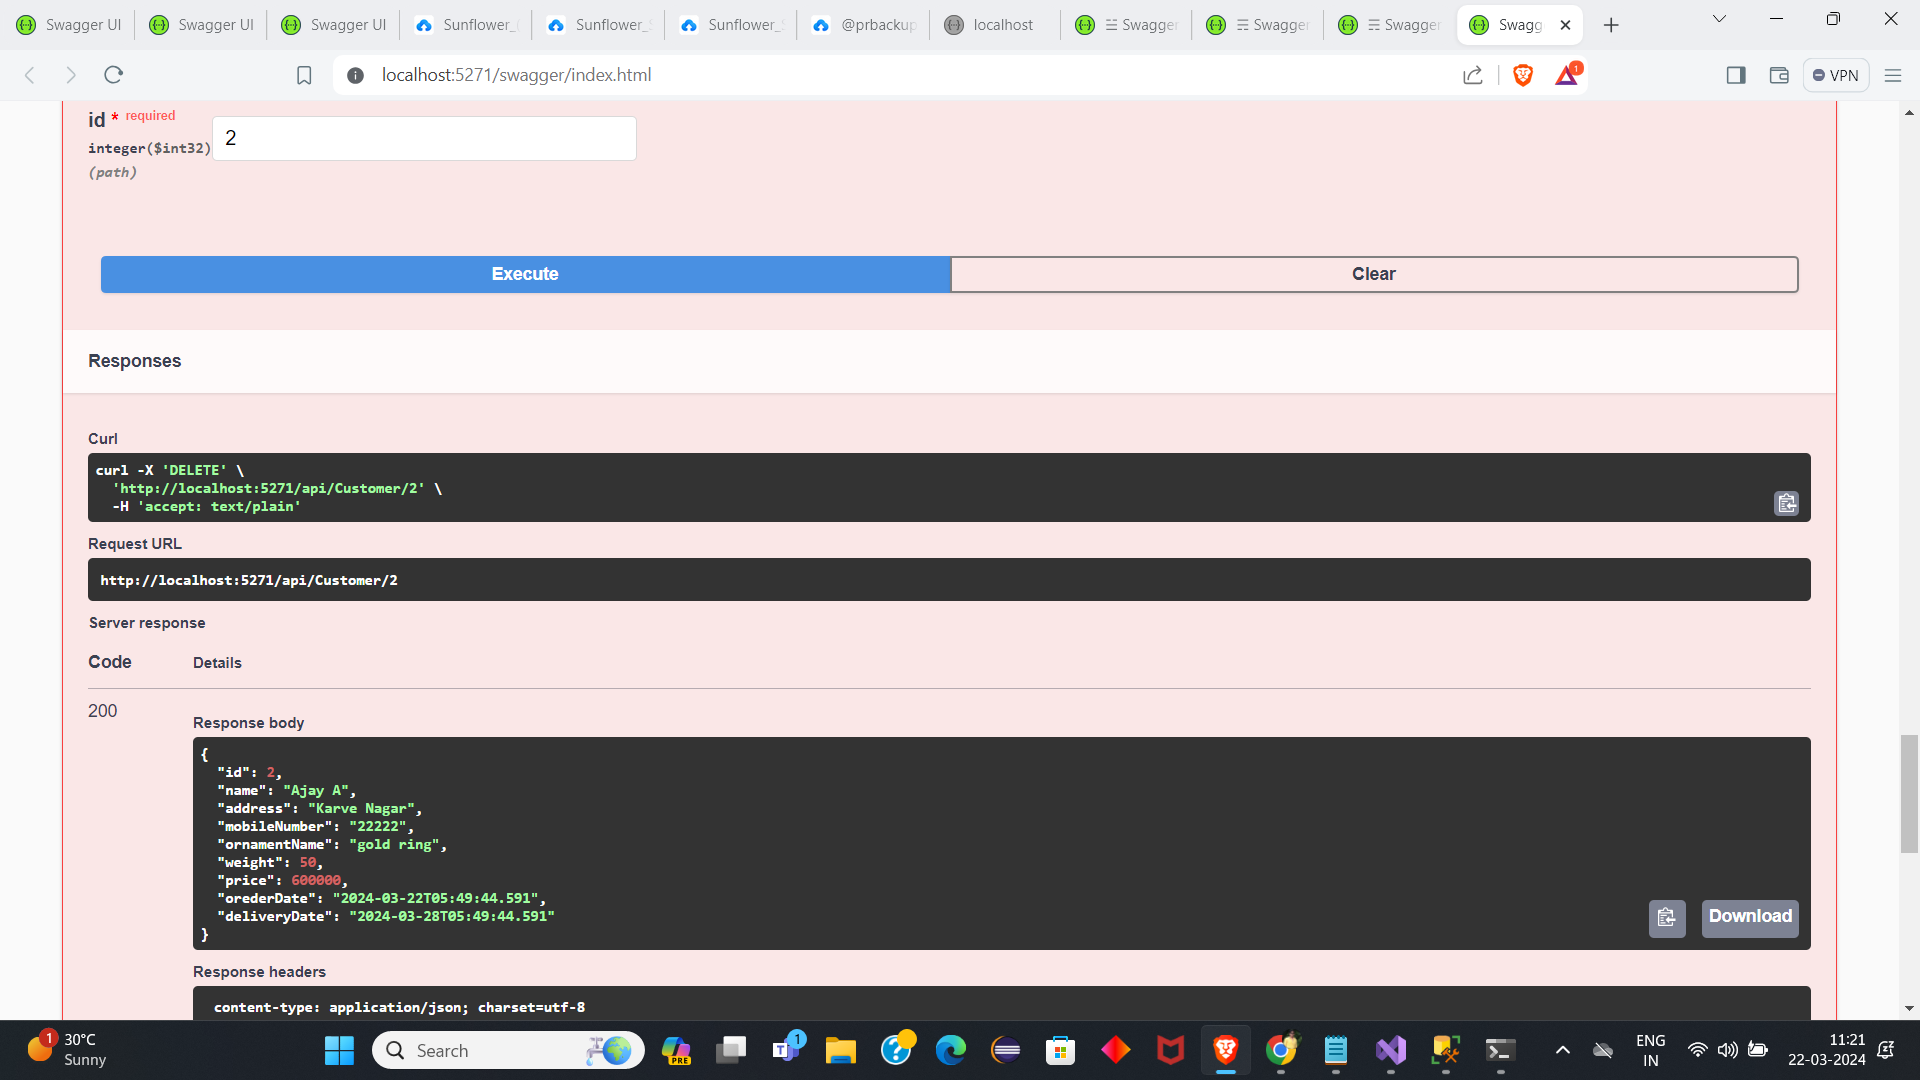 Swagger UI
Swagger UI
Swagger UI
Sunflower_
Sunflower_
Sunflower_
@prbackup
localhost
Swagger
Swagger
Swagger
Swagg
localhost:5271/swagger/index.html
1
VPN
id * required
integer($int32)
(path)
2
Execute
Clear
Responses
Curl
curl -X 'DELETE' \
'http://localhost:5271/api/Customer/2' \
-H 'accept: text/plain'
Request URL
http://localhost:5271/api/Customer/2
Server response
Code
Details
200
Response body
{
"id": 2,
"name": "Ajay A",
"address": "Karve Nagar",
"mobileNumber": "22222",
"ornamentName": "gold ring",
"weight": 50,
"price": 600000,
"orederDate": "2024-03-22T05:49:44.591",
"deliveryDate": "2024-03-28T05:49:44.591"
}
Download
Response headers
content-type: application/json; charset=utf-8
1
30°C
Sunny
Search
PRE
1
ENG
IN
11:21
22-03-2024